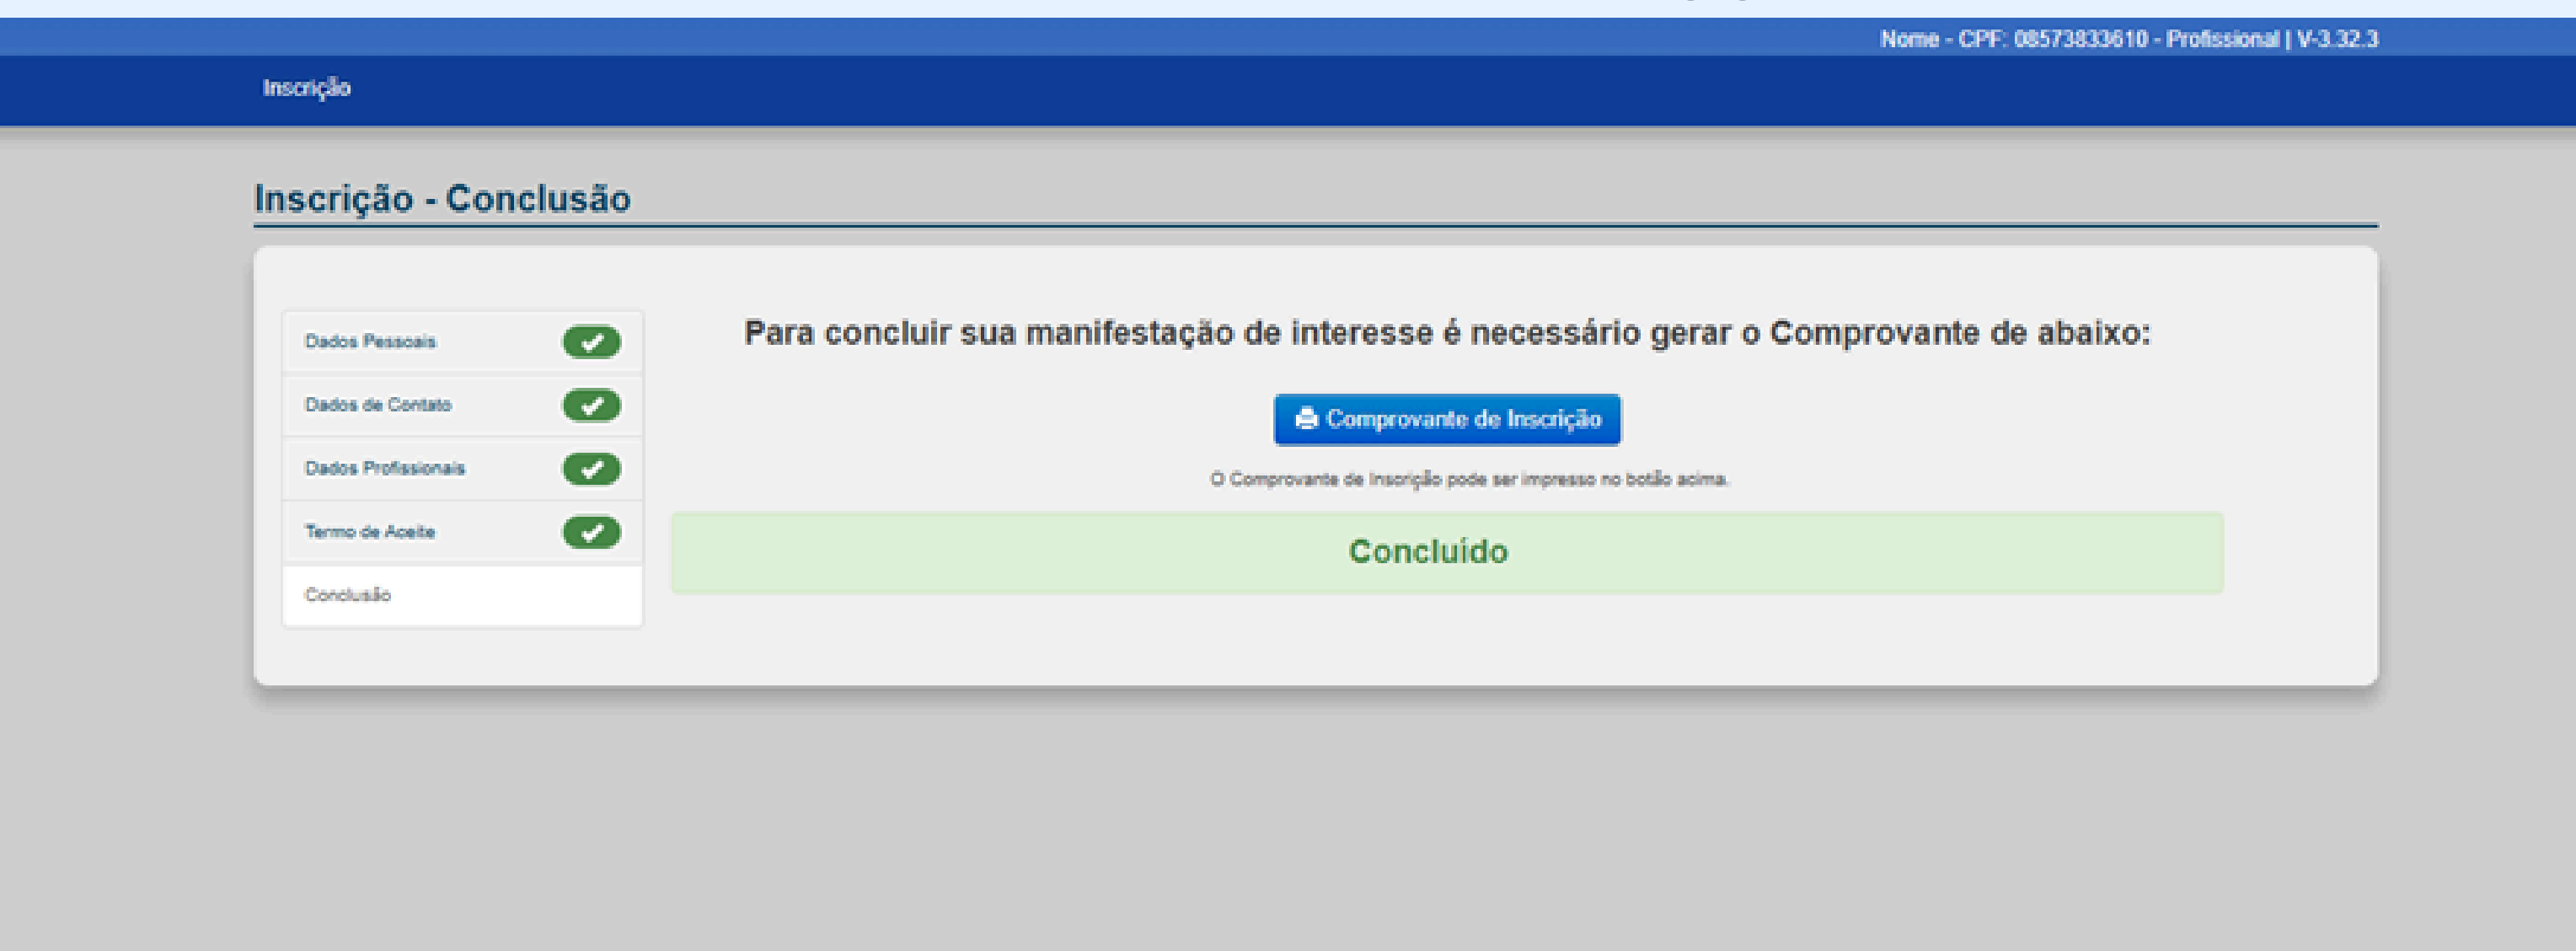 Nome - CPF: 08573833610 - Profissional | V-3.32.3
Inscrição
Inscrição - Conclusão
Dados Pessoais
Dados de Contato
Dados Profissionais
Termo de Aceite
Conclusão
Para concluir sua manifestação de interesse é necessário gerar o Comprovante de abaixo:
Comprovante de Inscrição
O Comprovante de Inscrição pode ser impresso no botão acima.
Concluído